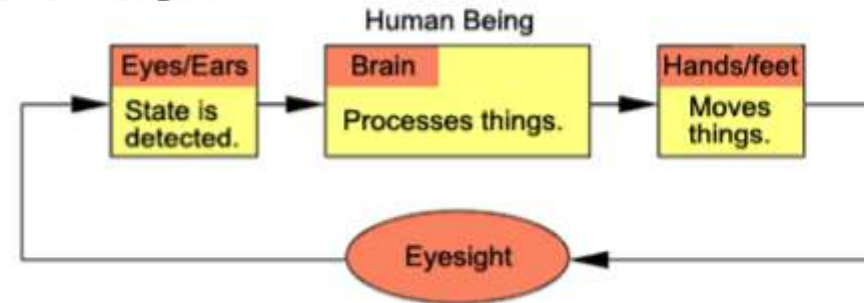 Human Being
Eyes/Ears
State is
detected.
Brain
Processes things.
Hands/feet
Moves
things.
Eyesight